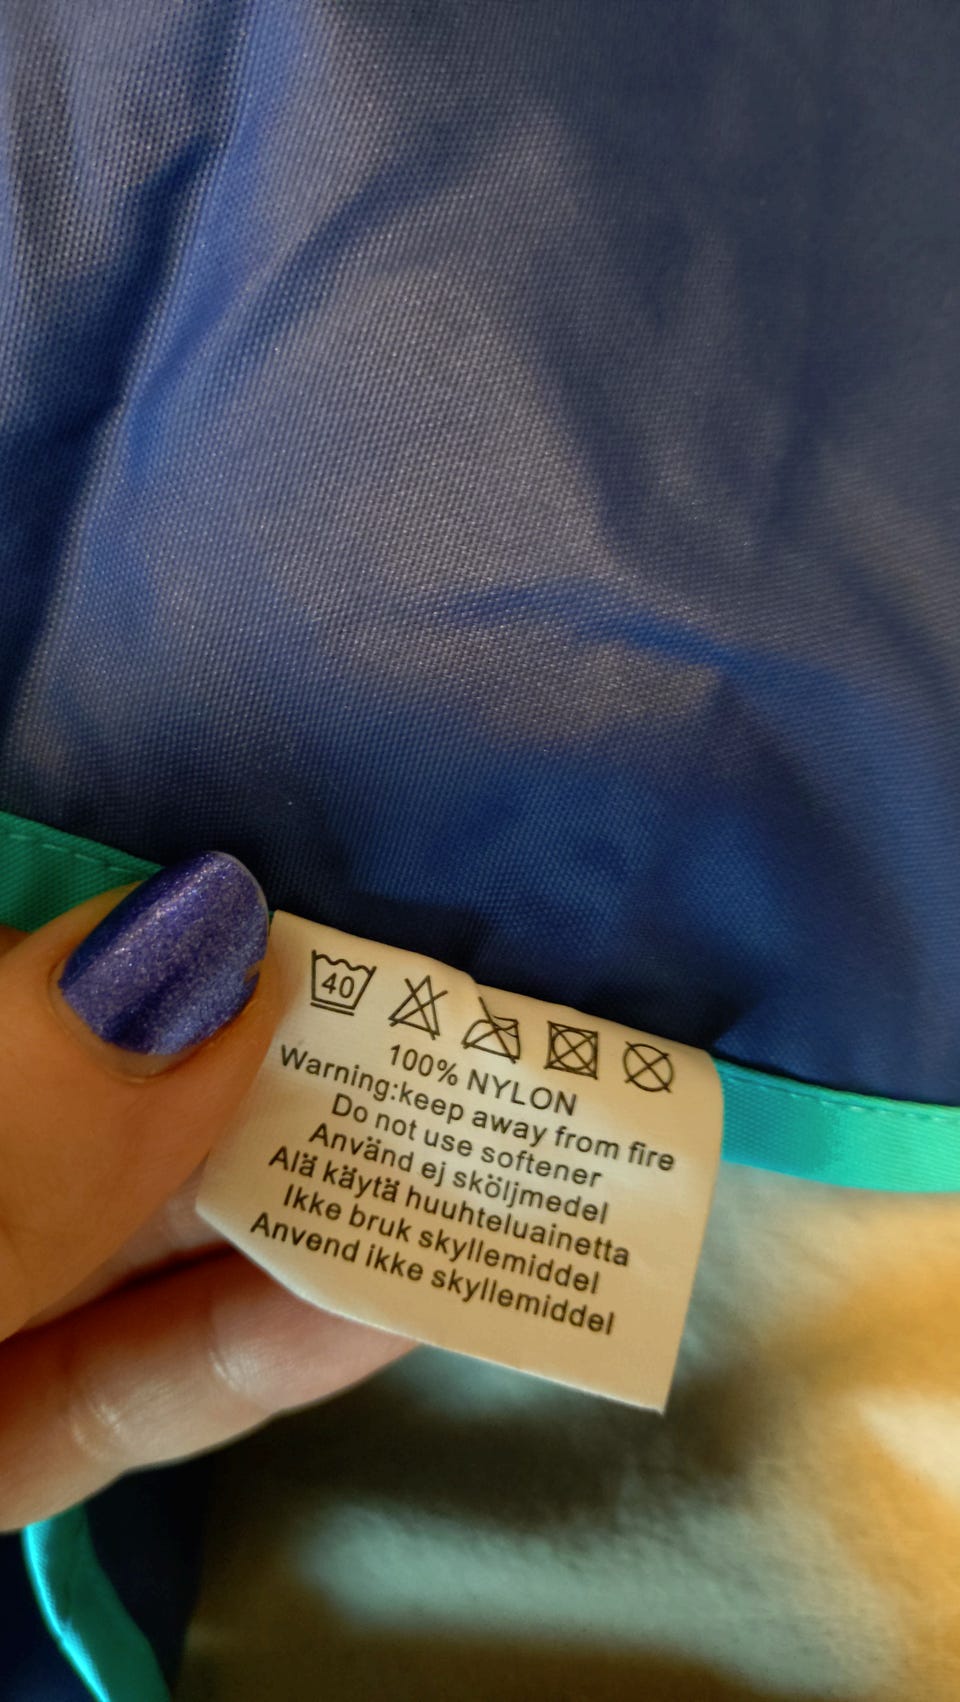 40
100% NYLON
Warning:keep away from fire
Do not use softener
Använd ej sköljmedel
Alä käytä huuhteluainetta
Ikke bruk skyllemiddel
Anvend ikke skyllemiddel